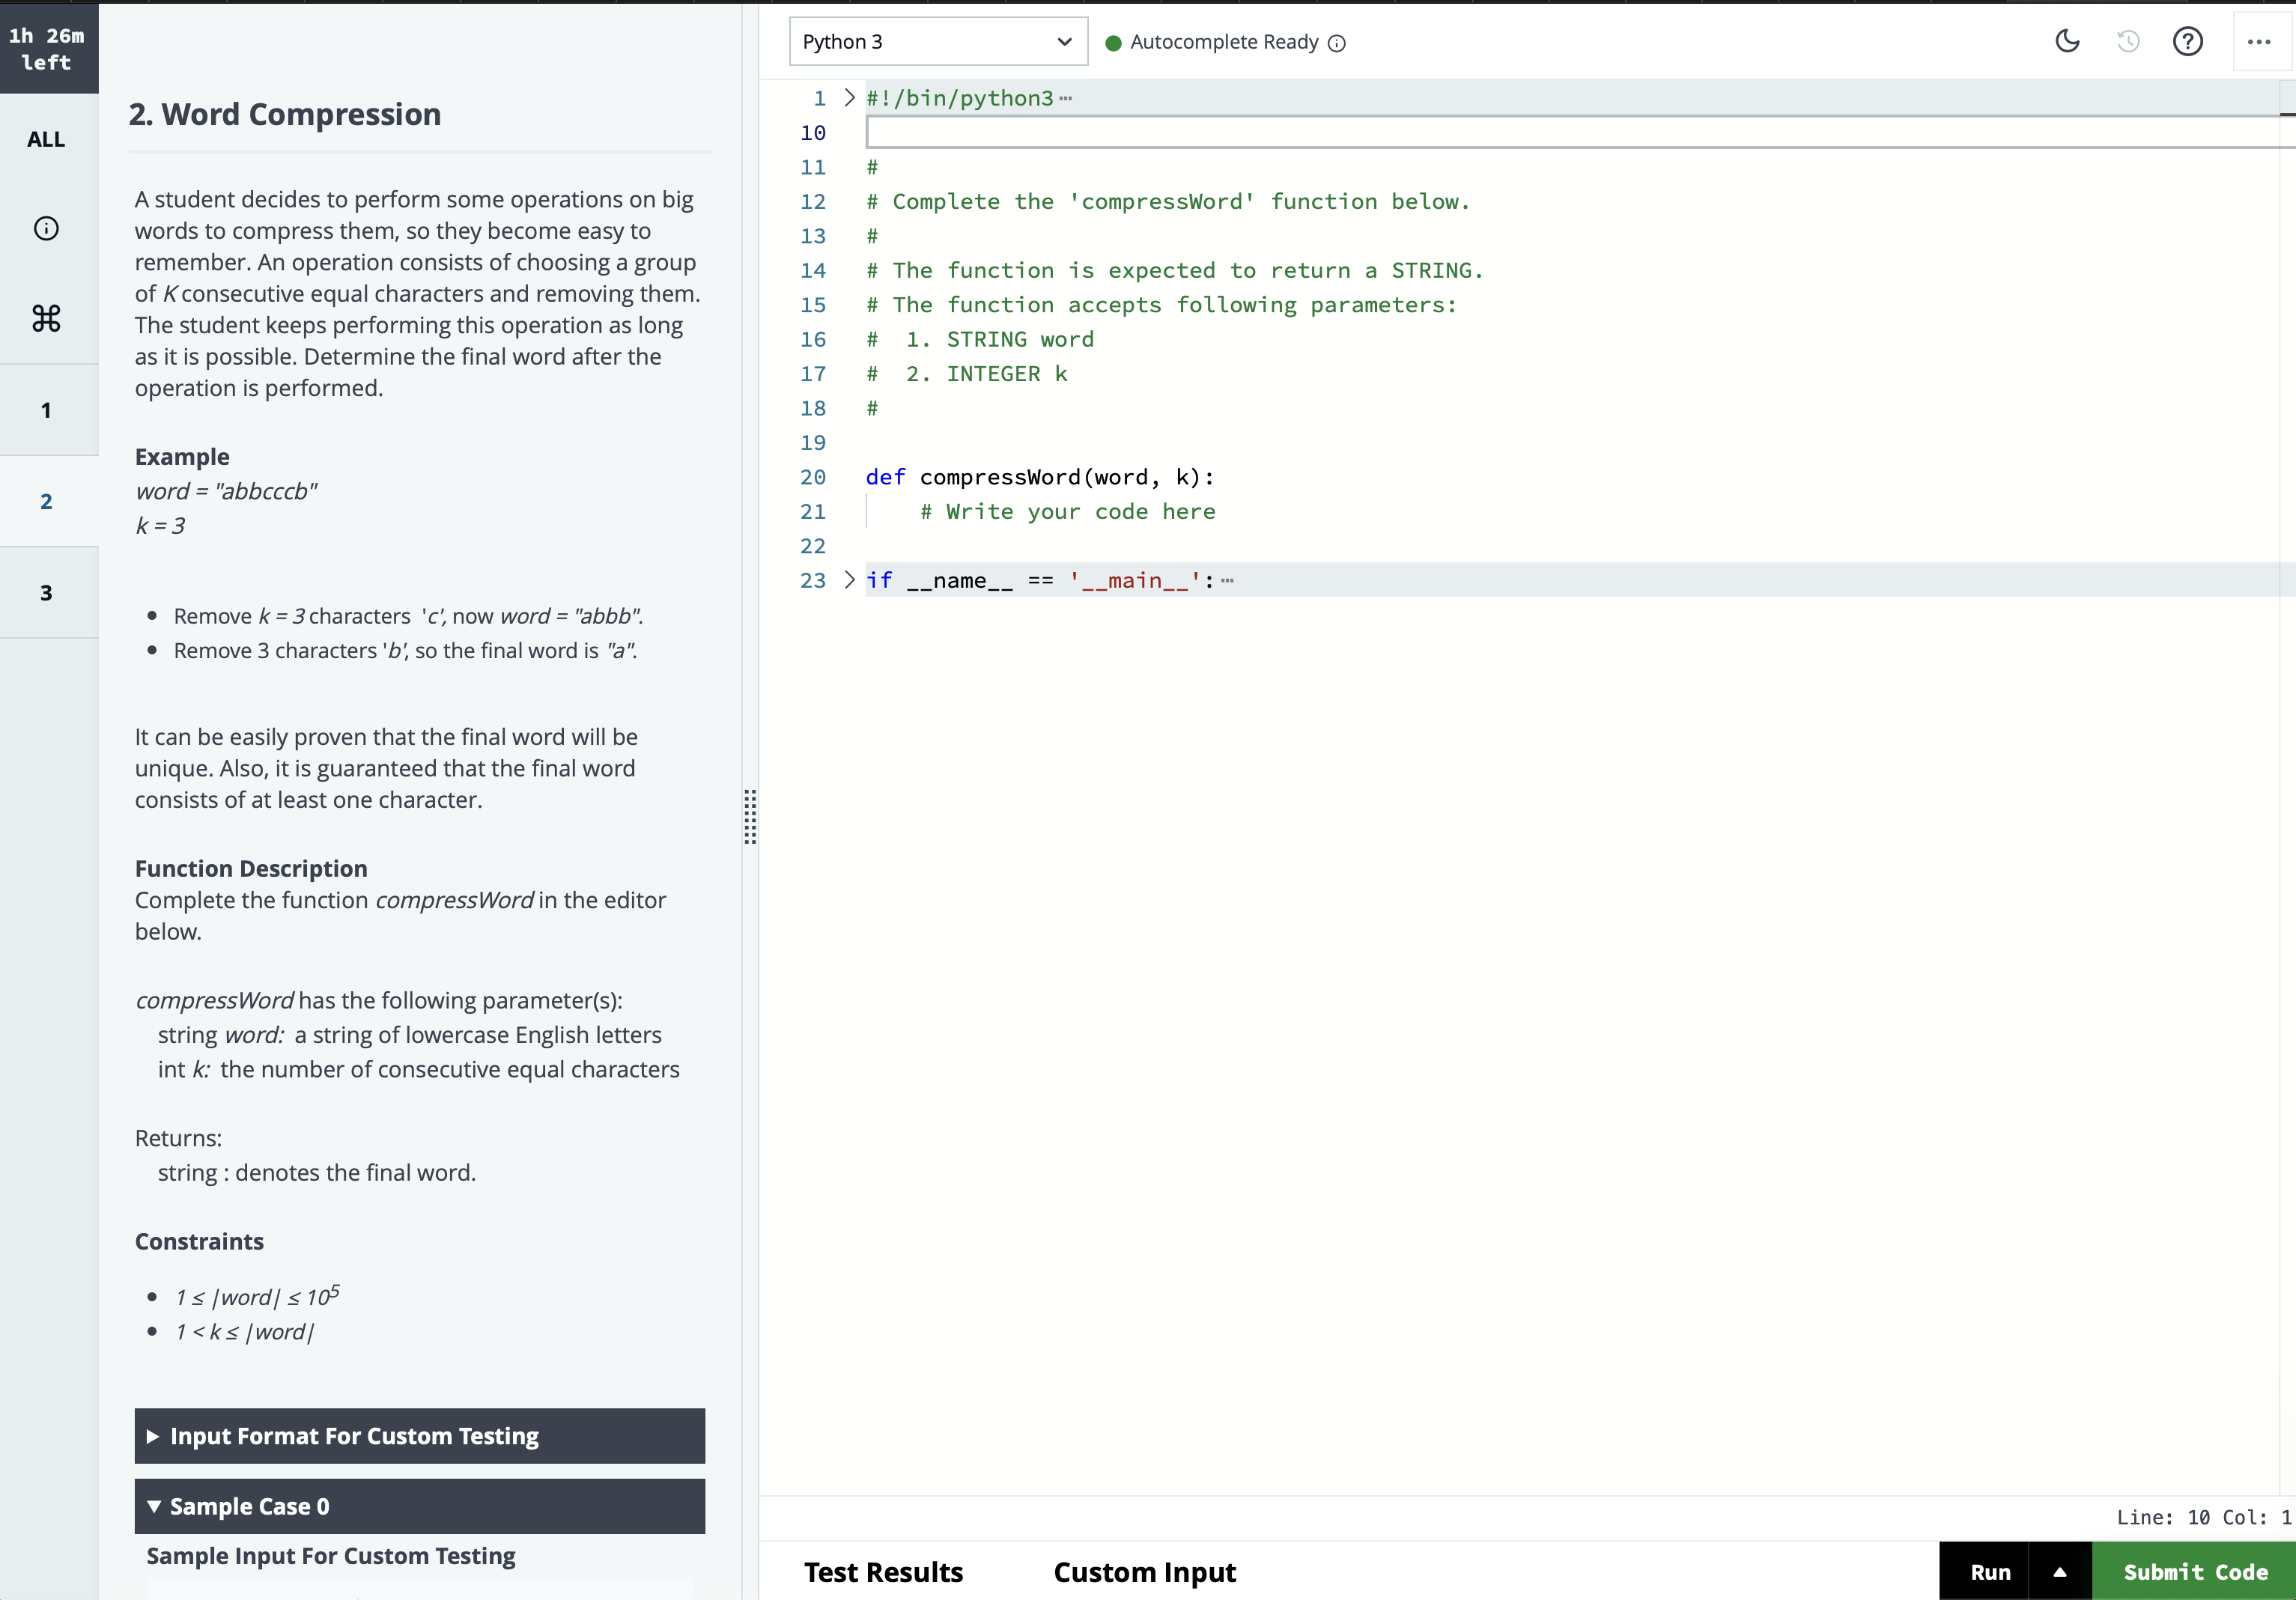 1h 26m
left
ALL
1
2
3
2. Word Compression
A student decides to perform some operations on big
words to compress them, so they become easy to
remember. An operation consists of choosing a group
of K consecutive equal characters and removing them.
The student keeps performing this operation as long
as it is possible. Determine the final word after the
operation is performed.
Example
word = "abbcccb"
k = 3
• Remove k = 3 characters 'c', now word = "abbb".
• Remove 3 characters 'b', so the final word is "a".
It can be easily proven that the final word will be
unique. Also, it is guaranteed that the final word
consists of at least one character.
Function Description
Complete the function compressWord in the editor
below.
compressWord has the following parameter(s):
string word: a string of lowercase English letters
int k: the number of consecutive equal characters
Returns:
string : denotes the final word.
Constraints
• 1 ≤ |word| ≤ 10⁵
• 1 < k ≤ |word|
Input Format For Custom Testing
Sample Case 0
Sample Input For Custom Testing
Python 3
Autocomplete Ready
1 #!/bin/python3
10
11 #
12 # Complete the 'compressWord' function below.
13 #
14 # The function is expected to return a STRING.
15 # The function accepts following parameters:
16 #  1. STRING word
17 #  2. INTEGER k
18 #
19
20 def compressWord(word, k):
21     # Write your code here
22
23 if __name__ == '__main__':
Line: 10 Col: 1
Test Results
Custom Input
Run
Submit Code